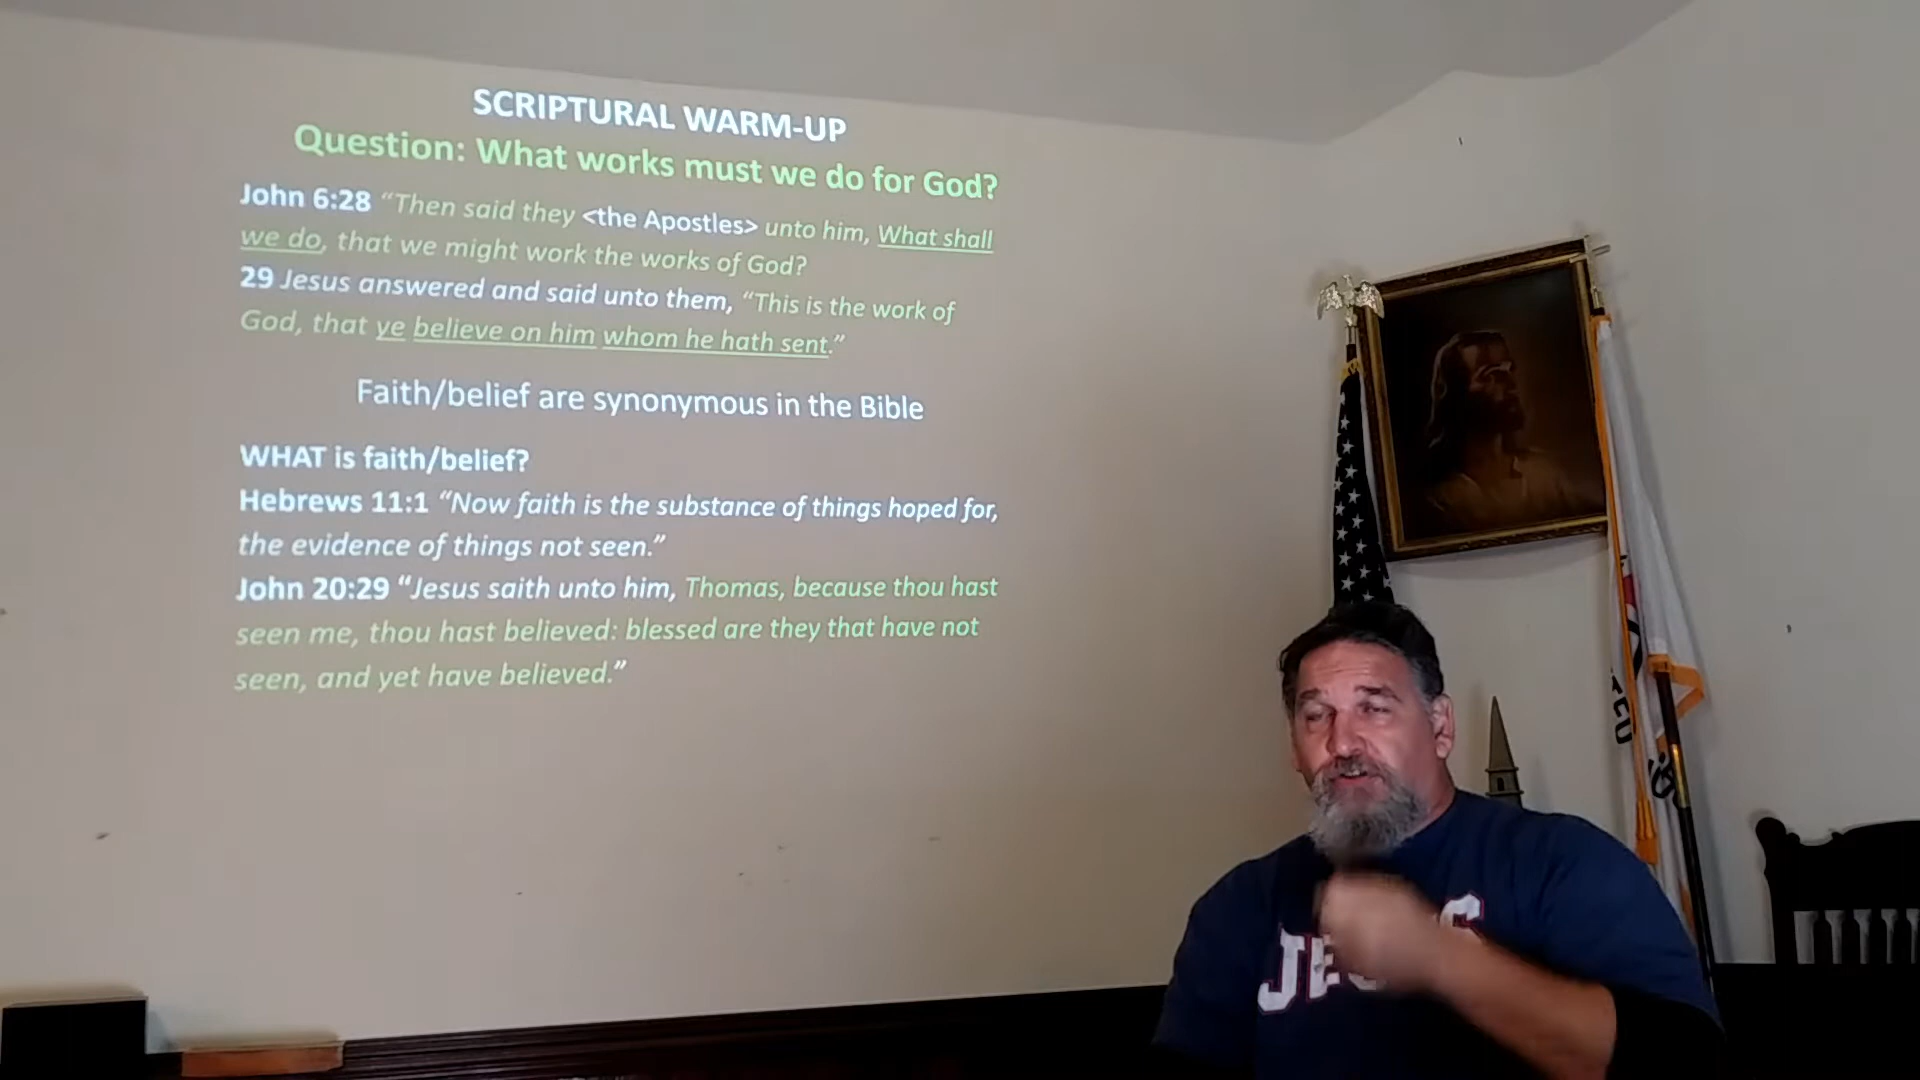 SCRIPTURAL WARM-UP
Question: What works must we do for God?
John 6:28 “Then said they <the Apostles> unto him, What shall
we do, that we might work the works of God?
29 Jesus answered and said unto them, “This is the work of
God, that ye believe on him whom he hath sent.”
Faith/belief are synonymous in the Bible
WHAT is faith/belief?
Hebrews 11:1 “Now faith is the substance of things hoped for,
the evidence of things not seen.”
John 20:29 “Jesus saith unto him, Thomas, because thou hast
seen me, thou hast believed: blessed are they that have not
seen, and yet have believed.”